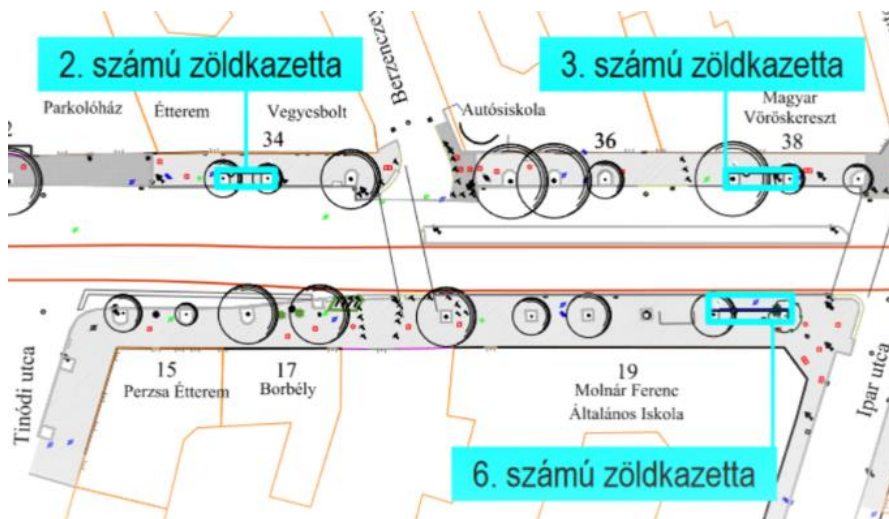 2. számú zöldkazetta
3. számú zöldkazetta
Parkolóház
Étterem
Vegyesbolt
34
Autósiskola
36
Magyar
Vöröskereszt
38
15
Perzsa Étterem
17
Borbély
19
Molnár Ferenc
Általános Iskola
Tinódi utca
Ipar utca
6. számú zöldkazetta